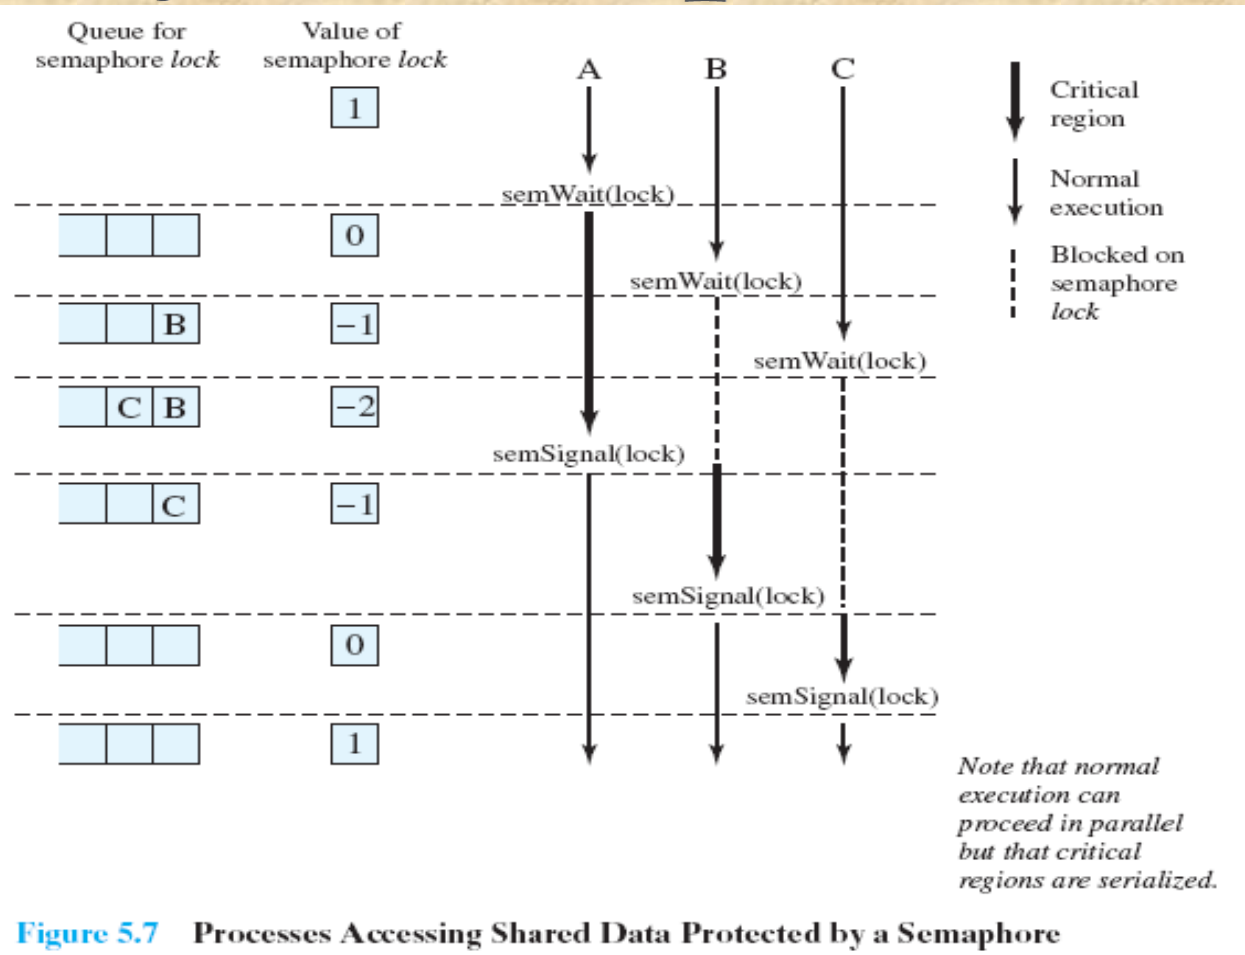 Queue for
semaphore lock
Value of
semaphore lock
A
B
C
1
Critical
region
Normal
execution
semWait(lock)
0
semWait(lock)
Blocked on
semaphore
lock
B
−1
semWait(lock)
C B
−2
semSignal(lock)
C
−1
semSignal(lock)
0
semSignal(lock)
1
Note that normal
execution can
proceed in parallel
but that critical
regions are serialized.
Figure 5.7 Processes Accessing Shared Data Protected by a Semaphore